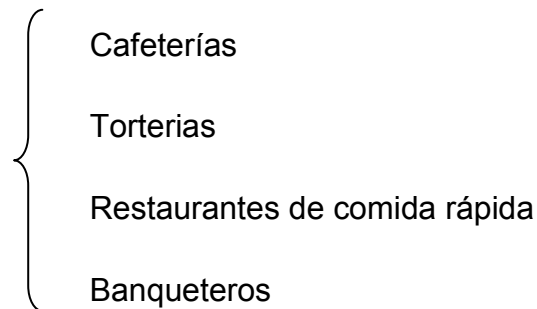 Cafeterías
Torterias
Restaurantes de comida rápida
Banqueteros